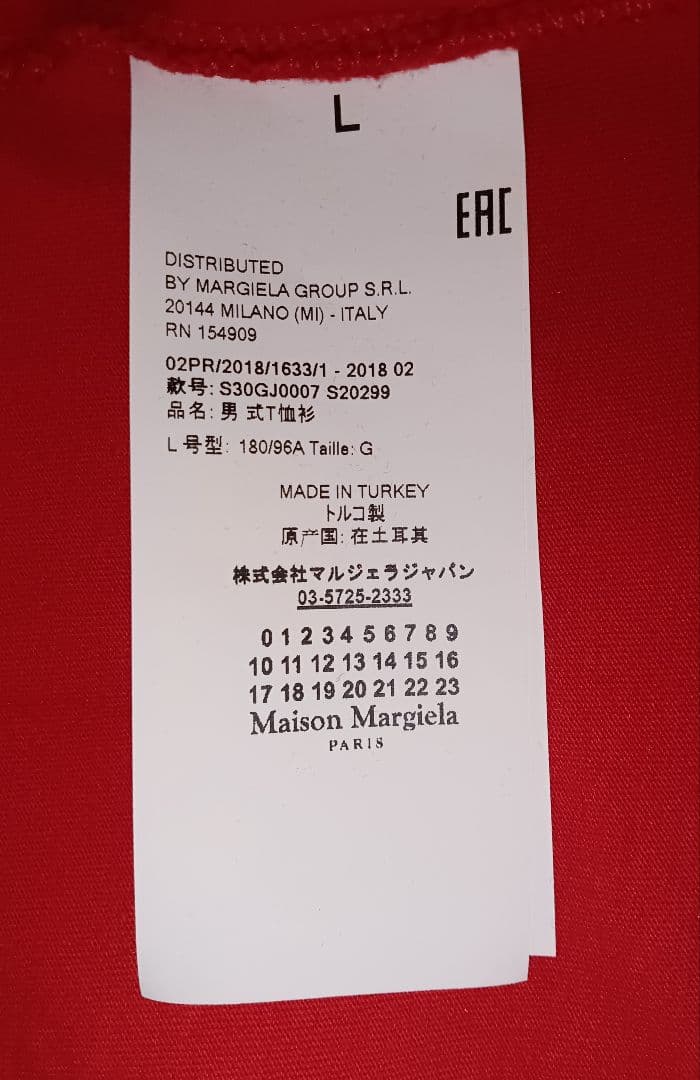 L
EAC
DISTRIBUTED
BY MARGIELA GROUP S.R.L.
20144 MILANO (MI) - ITALY
RN 154909
02PR/2018/1633/1 - 2018 02
款号: S30GJ0007 S20299
品名: 男 式T恤衫
L 号型: 180/96A Taille: G
MADE IN TURKEY
トルコ製
原产国: 在土耳其
株式会社マルジェラジャパン
03-5725-2333
0 1 2 3 4 5 6 7 8 9
10 11 12 13 14 15 16
17 18 19 20 21 22 23
Maison Margiela
PARIS